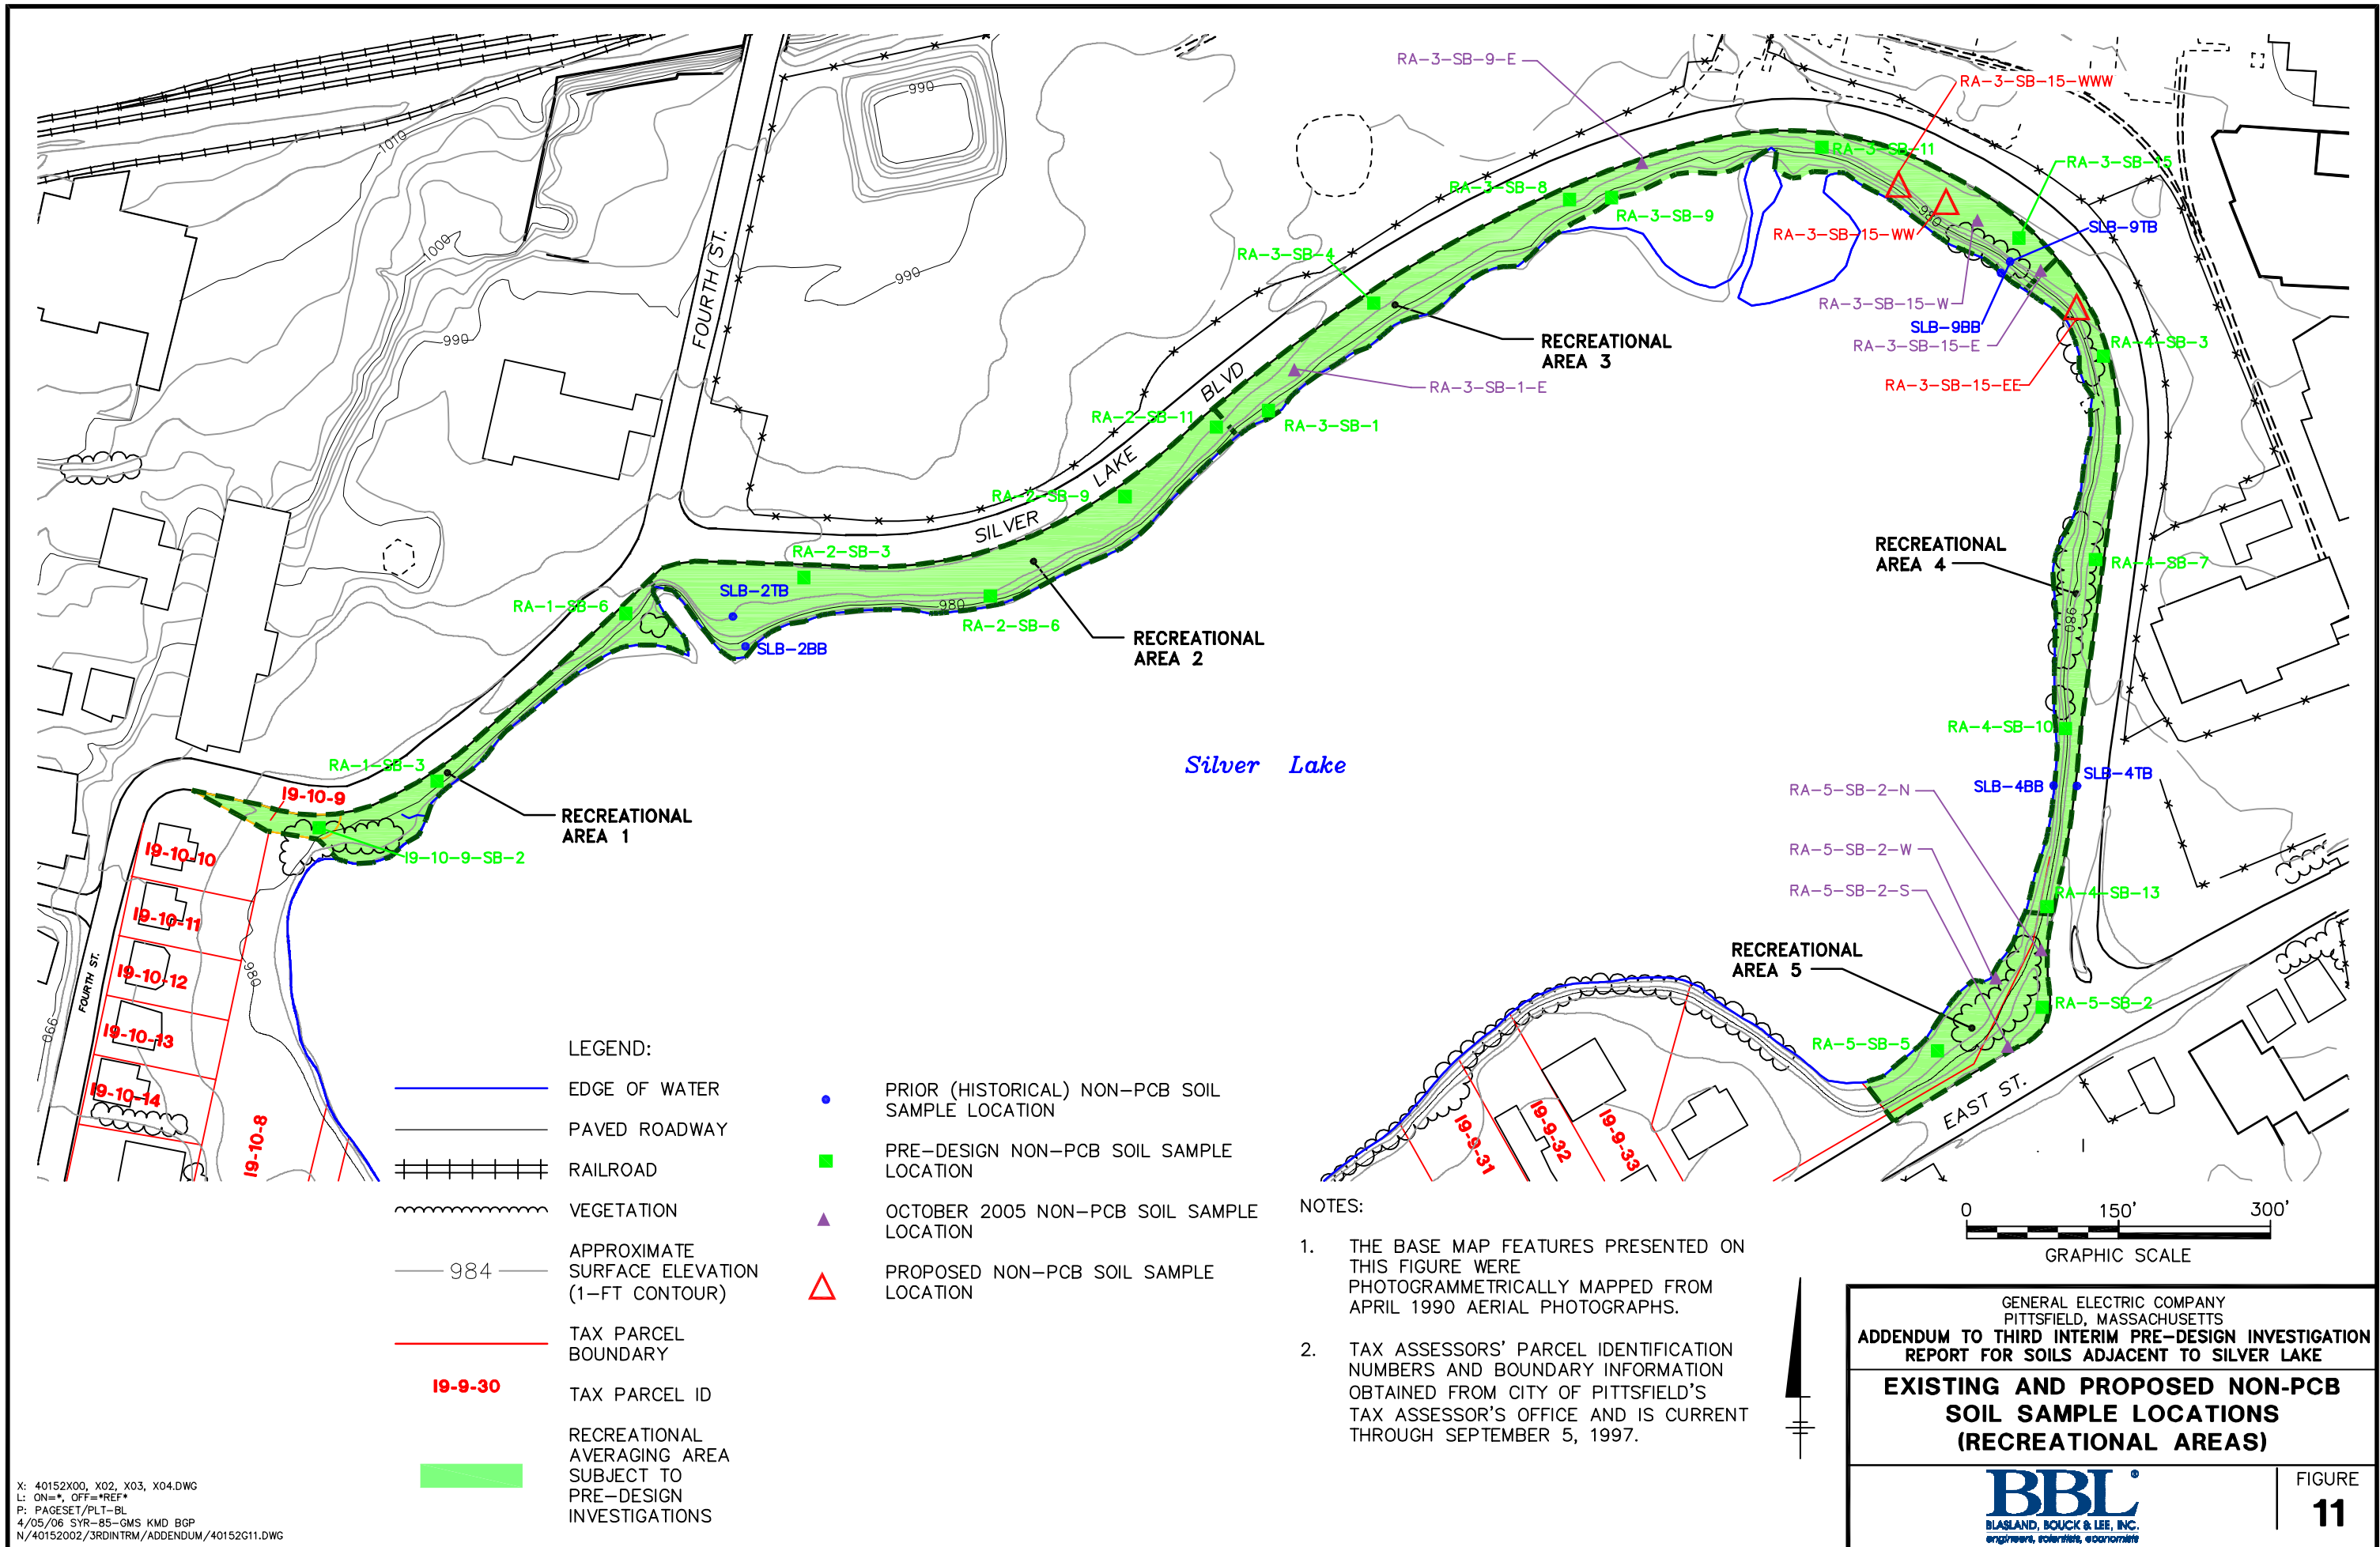 1010
1000
990
990
990
FOURTH ST.
RA-3-SB-9-E
RA-3-SB-15-WWW
RA-3-SB-11
RA-3-SB-15
RA-3-SB-8
RA-3-SB-9
980
SLB-9TB
RA-3-SB-15-WW
RA-3-SB-4
RA-3-SB-15-W
SLB-9BB
RA-3-SB-15-E
RA-4-SB-3
RECREATIONAL
AREA 3
RA-3-SB-15-EE
RA-3-SB-1-E
SILVER LAKE BLVD
RA-2-SB-11
RA-3-SB-1
RA-2-SB-9
RA-2-SB-3
RECREATIONAL
AREA 4
RA-4-SB-7
SLB-2TB
RA-1-SB-6
980
RA-2-SB-6
980
SLB-2BB
RECREATIONAL
AREA 2
RA-4-SB-10
Silver Lake
RA-1-SB-3
SLB-4TB
SLB-4BB
RA-5-SB-2-N
I9-10-9
RECREATIONAL
AREA 1
I9-10-9-SB-2
RA-5-SB-2-W
RA-5-SB-2-S
RA-4-SB-13
I9-10-10
I9-10-11
I9-10-12
I9-10-13
I9-10-14
I9-10-8
FOURTH ST.
990
980
RECREATIONAL
AREA 5
RA-5-SB-2
RA-5-SB-5
EAST ST.
I9-9-31
I9-9-32
I9-9-33
LEGEND:
EDGE OF WATER
PAVED ROADWAY
RAILROAD
VEGETATION
984
APPROXIMATE
SURFACE ELEVATION
(1-FT CONTOUR)
TAX PARCEL
BOUNDARY
I9-9-30
TAX PARCEL ID
RECREATIONAL
AVERAGING AREA
SUBJECT TO
PRE-DESIGN
INVESTIGATIONS
PRIOR (HISTORICAL) NON-PCB SOIL
SAMPLE LOCATION
PRE-DESIGN NON-PCB SOIL SAMPLE
LOCATION
OCTOBER 2005 NON-PCB SOIL SAMPLE
LOCATION
PROPOSED NON-PCB SOIL SAMPLE
LOCATION
NOTES:
1. THE BASE MAP FEATURES PRESENTED ON
THIS FIGURE WERE
PHOTOGRAMMETRICALLY MAPPED FROM
APRIL 1990 AERIAL PHOTOGRAPHS.
2. TAX ASSESSORS' PARCEL IDENTIFICATION
NUMBERS AND BOUNDARY INFORMATION
OBTAINED FROM CITY OF PITTSFIELD'S
TAX ASSESSOR'S OFFICE AND IS CURRENT
THROUGH SEPTEMBER 5, 1997.
0 150' 300'
GRAPHIC SCALE
GENERAL ELECTRIC COMPANY
PITTSFIELD, MASSACHUSETTS
ADDENDUM TO THIRD INTERIM PRE-DESIGN INVESTIGATION
REPORT FOR SOILS ADJACENT TO SILVER LAKE
EXISTING AND PROPOSED NON-PCB
SOIL SAMPLE LOCATIONS
(RECREATIONAL AREAS)
BBL®
BLASLAND, BOUCK & LEE, INC.
engineers, scientists, economists
FIGURE
11
X: 40152X00, X02, X03, X04.DWG
L: ON=*, OFF=*REF*
P: PAGESET/PLT-BL
4/05/06 SYR-85-GMS KMD BGP
N/40152002/3RDINTRM/ADDENDUM/40152G11.DWG